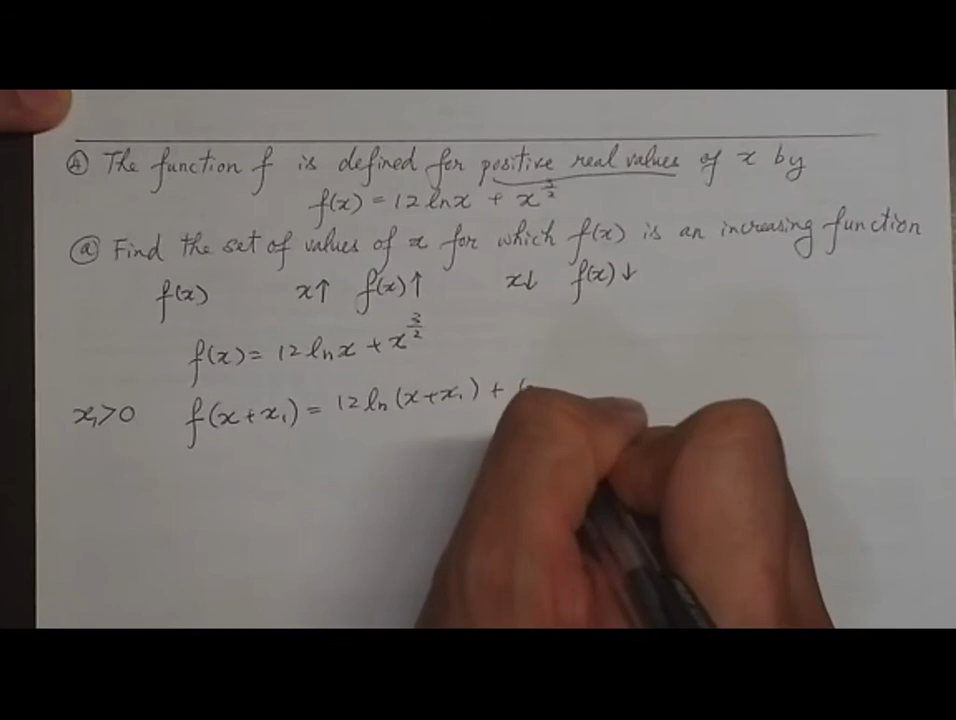 ④ The function f is defined for positive real values of x by
f(x) = 12 ln x + x^{3/2}
ⓐ Find the set of values of x for which f(x) is an increasing function
f(x) x↑ f(x)↑ x↓ f(x)↓
f(x) = 12 ln x + x^{3/2}
x₁>0 f(x+x₁) = 12 ln (x+x₁) + (